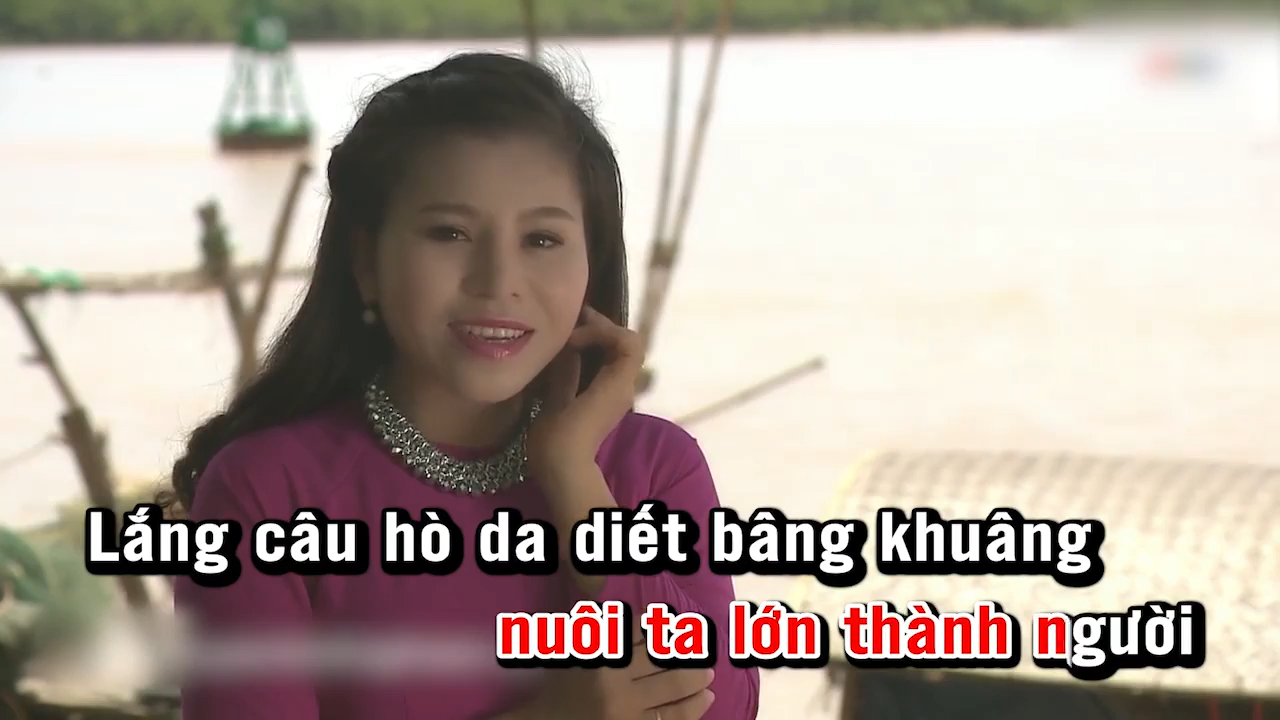 Lắng câu hò da diết bâng khuâng
nuôi ta lớn thành người